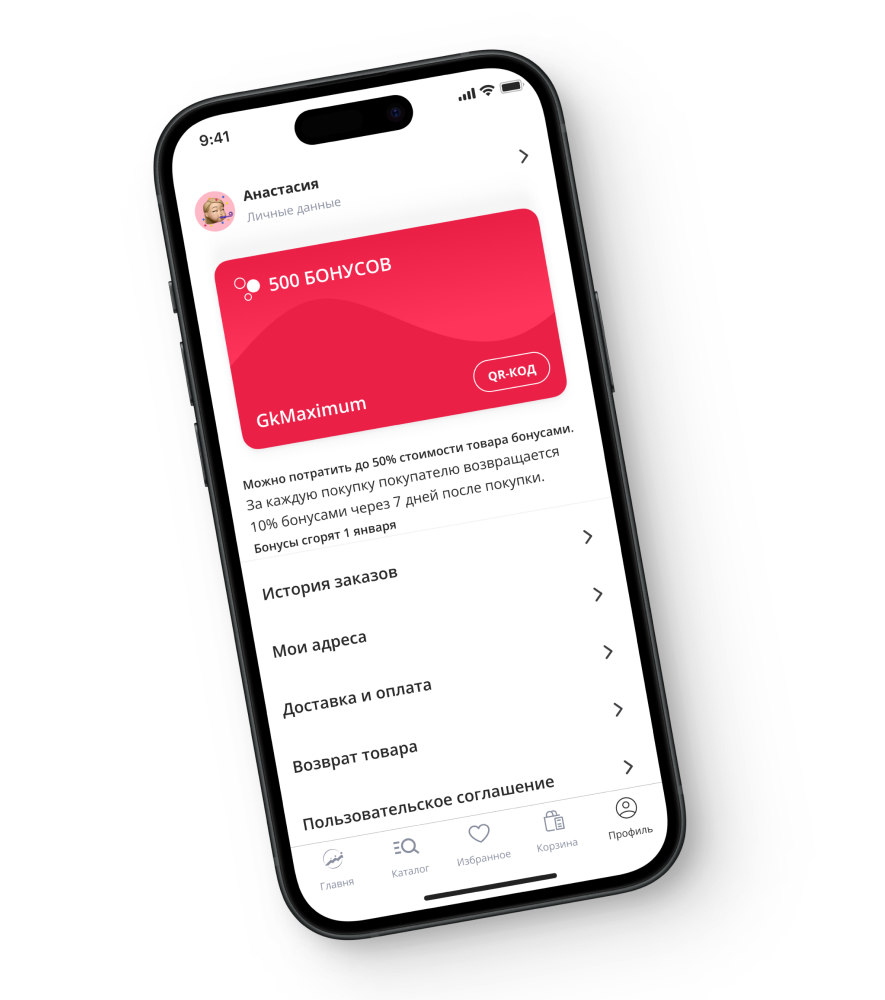 9:41
Анастасия
Личные данные
500 БОНУСОВ
GkMaximum
QR-КОД
Можно потратить до 50% стоимости товара бонусами.
За каждую покупку покупателю возвращается
10% бонусами через 7 дней после покупки.
Бонусы сгорят 1 января
История заказов
Мои адреса
Доставка и оплата
Возврат товара
Пользовательское соглашение
Главня
Каталог
Избранное
Корзина
Профиль